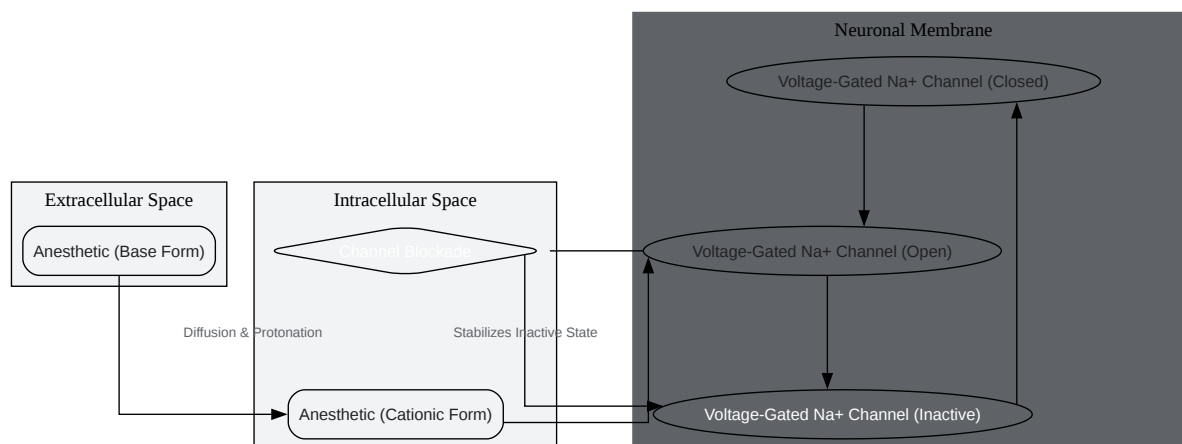 Neuronal Membrane
Voltage-Gated Na+ Channel (Closed)
Extracellular Space
Intracellular Space
Anesthetic (Base Form)
Channel Blockade
Voltage-Gated Na+ Channel (Open)
Diffusion & Protonation
Stabilizes Inactive State
Anesthetic (Cationic Form)
Voltage-Gated Na+ Channel (Inactive)